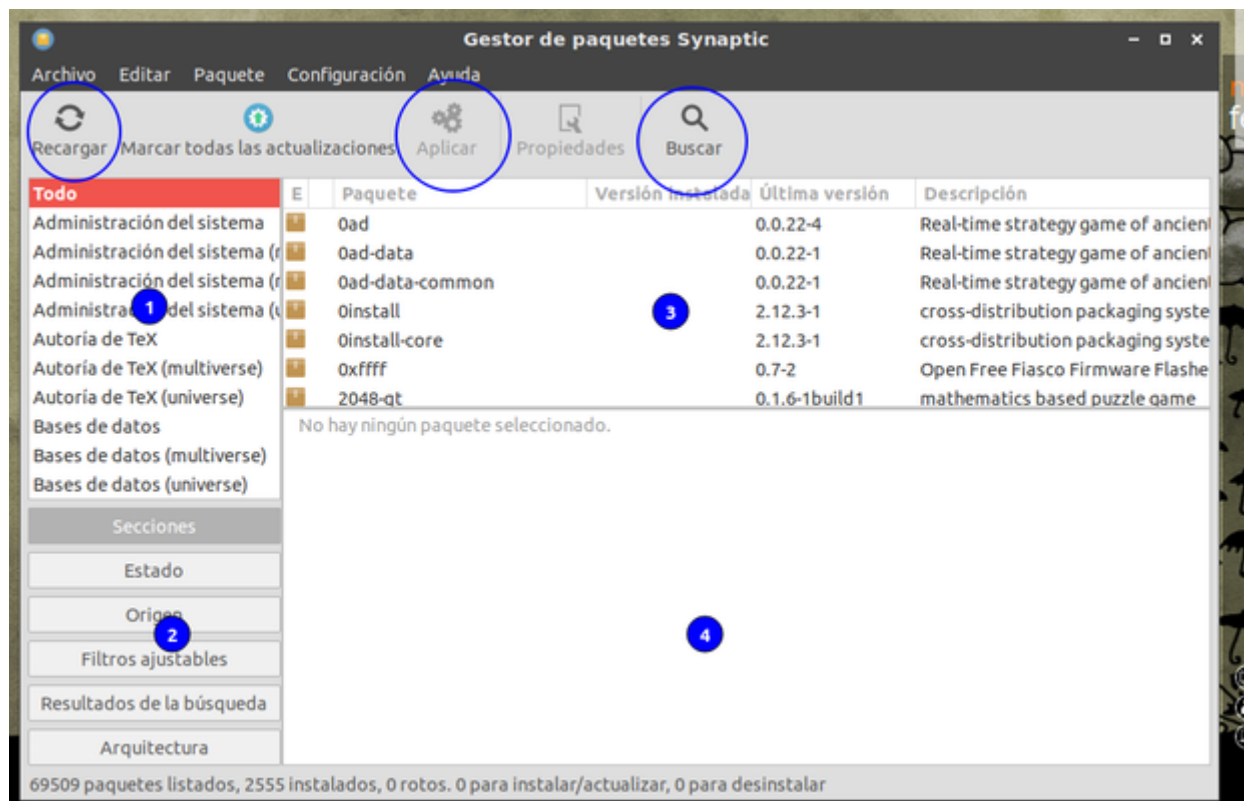 Gestor de paquetes Synaptic
Archivo Editar Paquete Configuración Ayuda
Recargar Marcar todas las actualizaciones Aplicar Propiedades Buscar
Todo
Administración del sistema
Administración del sistema (r
Administración del sistema (r
Administración del sistema (u
Autoría de TeX
Autoría de TeX (multiverse)
Autoría de TeX (universe)
Bases de datos
Bases de datos (multiverse)
Bases de datos (universe)
1
Secciones
Estado
Origen
Filtros ajustables
Resultados de la búsqueda
Arquitectura
2
E Paquete Versión instalada Última versión Descripción
0ad 0.0.22-4 Real-time strategy game of ancient
0ad-data 0.0.22-1 Real-time strategy game of ancient
0ad-data-common 0.0.22-1 Real-time strategy game of ancient
0install 2.12.3-1 cross-distribution packaging syste
0install-core 2.12.3-1 cross-distribution packaging syste
0xffff 0.7-2 Open Free Fiasco Firmware Flashe
2048-qt 0.1.6-1build1 mathematics based puzzle game
3
No hay ningún paquete seleccionado.
4
69509 paquetes listados, 2555 instalados, 0 rotos. 0 para instalar/actualizar, 0 para desinstalar